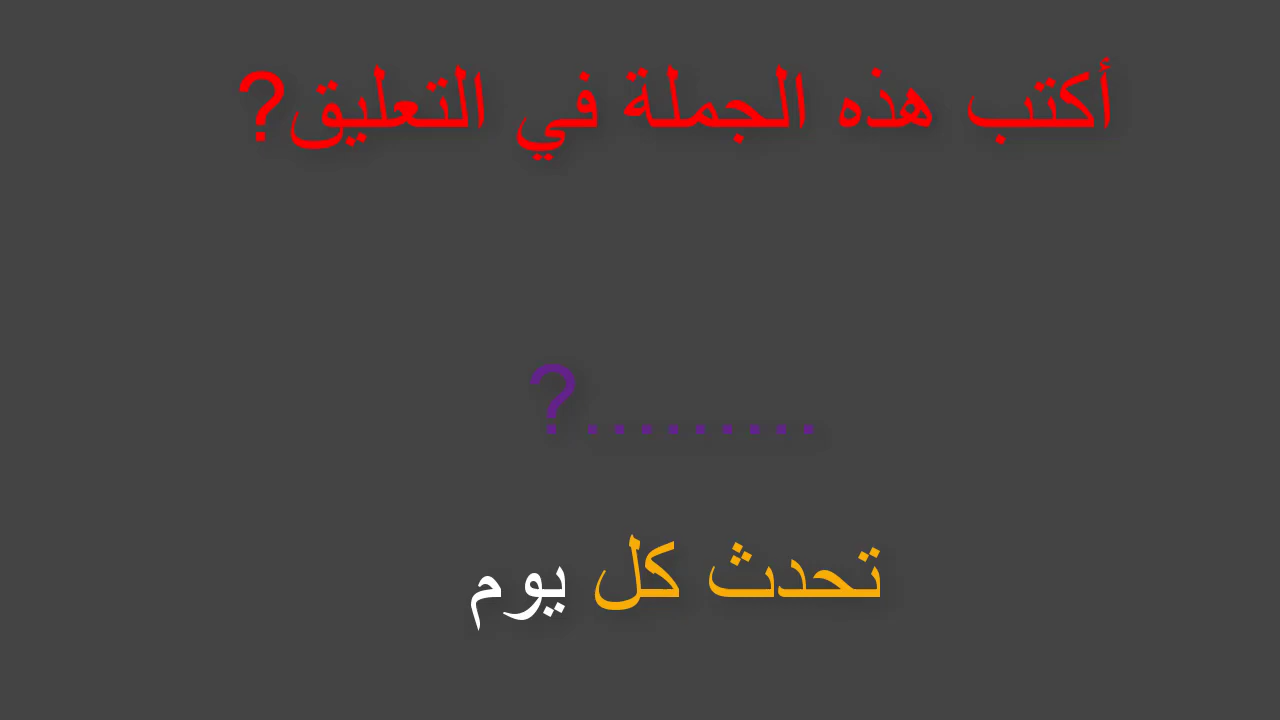 أكتب هذه الجملة في التعليق?
..........?
تحدث كل يوم